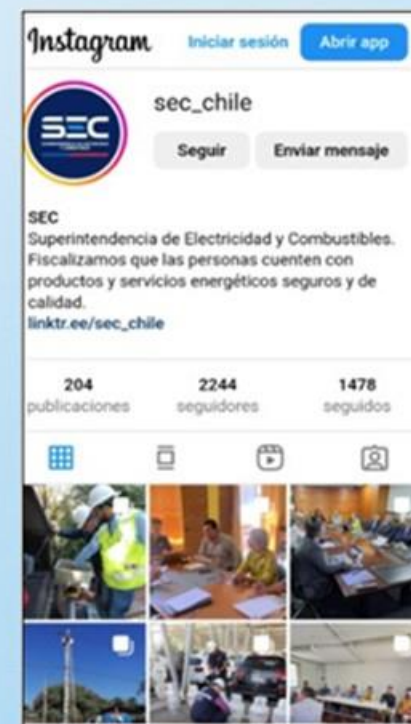 Instagram
Iniciar sesión
Abrir app
SEC
sec_chile
Seguir
Enviar mensaje
SEC
Superintendencia de Electricidad y Combustibles.
Fiscalizamos que las personas cuenten con
productos y servicios energéticos seguros y de
calidad.
linktr.ee/sec_chile
204
2244
1478
publicaciones
seguidores
seguidos